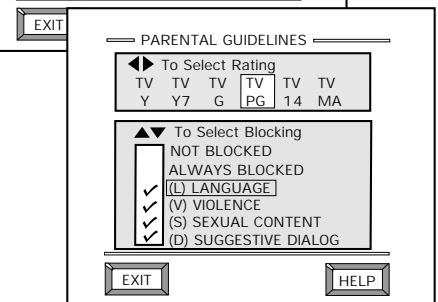 EXIT
PARENTAL GUIDELINES
To Select Rating
TV TV TV TV TV TV
Y Y7 G PG 14 MA
To Select Blocking
NOT BLOCKED
ALWAYS BLOCKED
(L) LANGUAGE
(V) VIOLENCE
(S) SEXUAL CONTENT
(D) SUGGESTIVE DIALOG
EXIT HELP